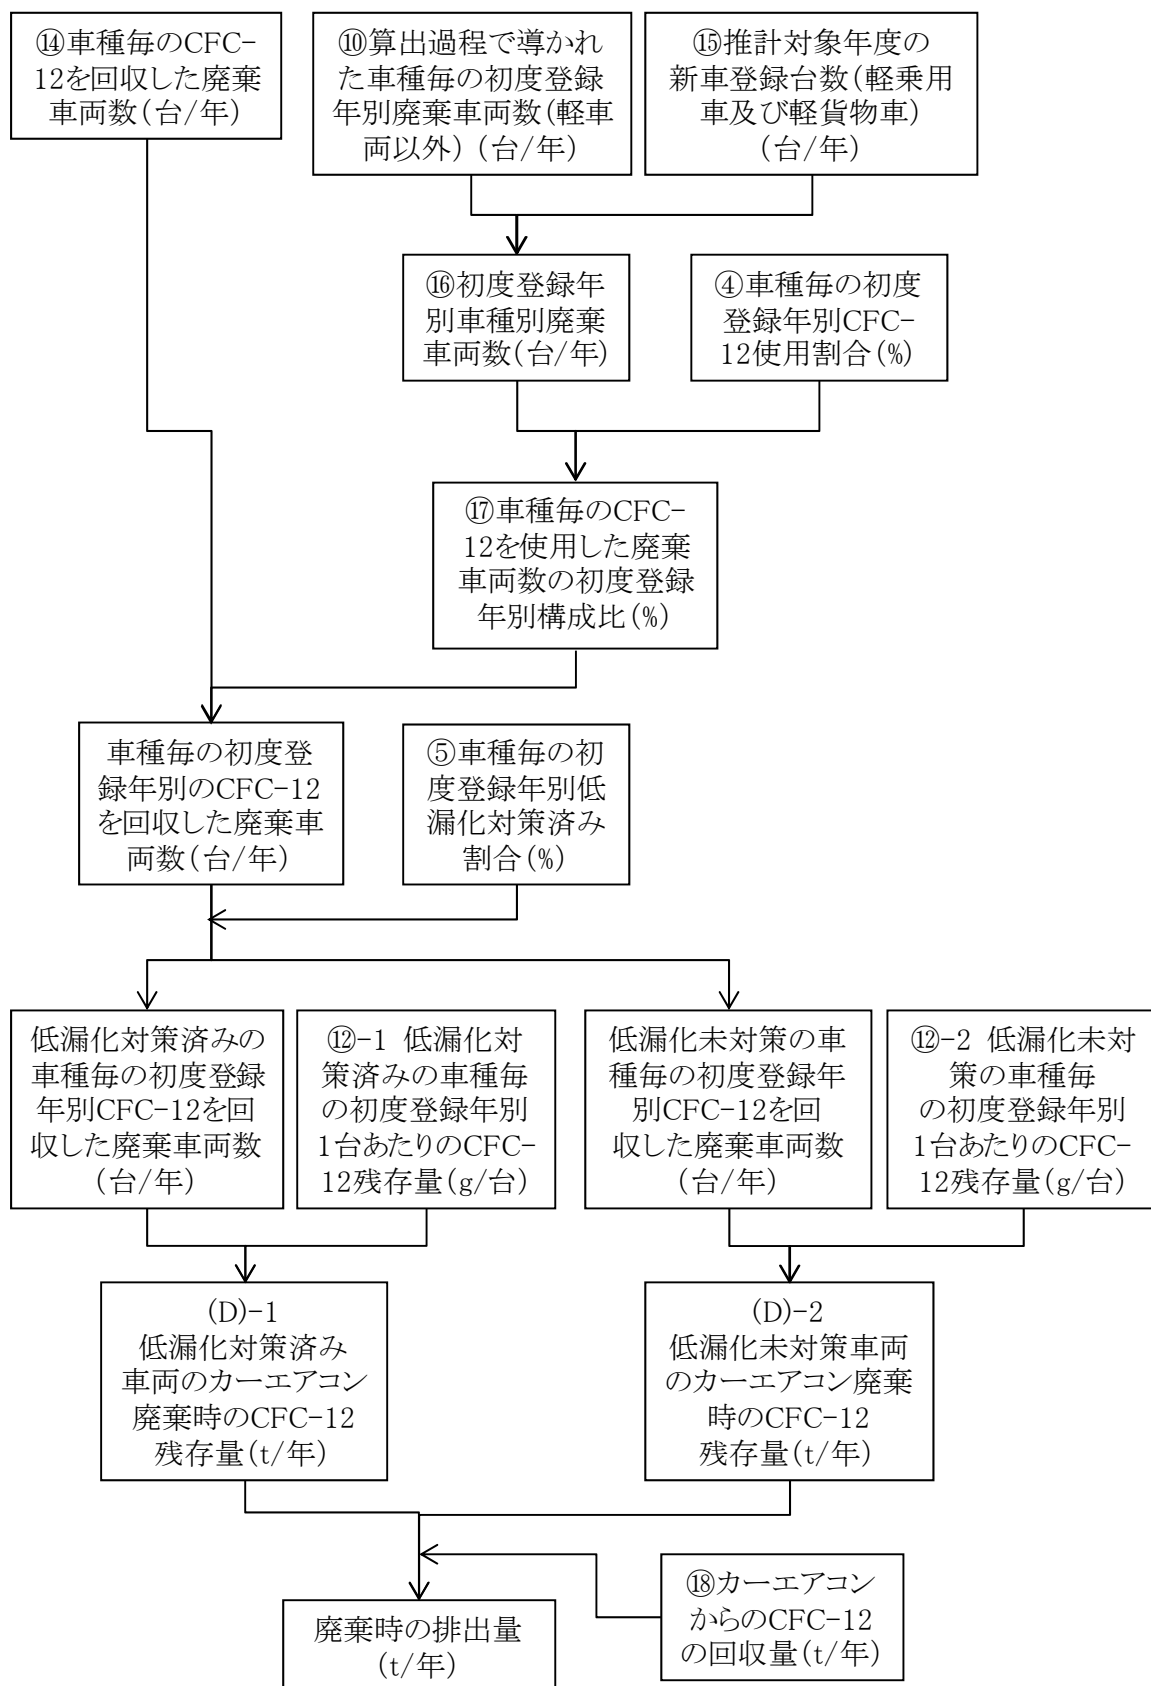 ⑭車種毎のCFC-
12を回収した廃棄
車両数(台/年)
⑩算出過程で導かれ
た車種毎の初度登録
年別廃棄車両数(軽車
両以外)(台/年)
⑮推計対象年度の
新車登録台数(軽乗用
車及び軽貨物車)
(台/年)
⑯初度登録年
別車種別廃棄
車両数(台/年)
④車種毎の初度
登録年別CFC-
12使用割合(%)
⑰車種毎のCFC-
12を使用した廃棄
車両数の初度登録
年別構成比(%)
車種毎の初度登
録年別のCFC-12
を回収した廃棄車
両数(台/年)
⑤車種毎の初
度登録年別低
漏化対策済み
割合(%)
低漏化対策済みの
車種毎の初度登録
年別CFC-12を回
収した廃棄車両数
(台/年)
⑫-1 低漏化対
策済みの車種毎
の初度登録年別
1台あたりのCFC-
12残存量(g/台)
低漏化未対策の車
種毎の初度登録年
別CFC-12を回
収した廃棄車両数
(台/年)
⑫-2 低漏化未対
策の車種毎
の初度登録年別
1台あたりのCFC-
12残存量(g/台)
(D)-1
低漏化対策済み
車両のカーエアコン
廃棄時のCFC-12
残存量(t/年)
(D)-2
低漏化未対策車両
のカーエアコン廃棄
時のCFC-12
残存量(t/年)
⑱カーエアコン
からのCFC-12
の回収量(t/年)
廃棄時の排出量
(t/年)